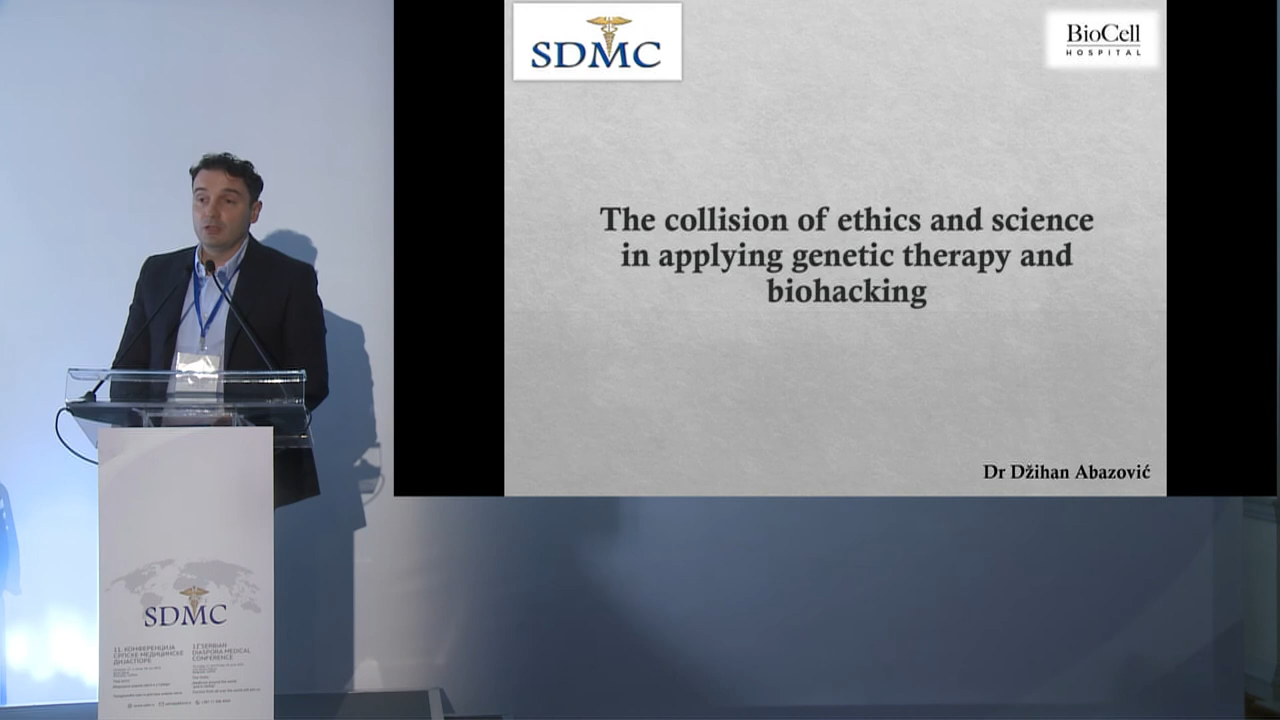 SDMC
BioCell
HOSPITAL
The collision of ethics and science
in applying genetic therapy and
biohacking
Dr Džihan Abazović
SDMC
11. КОНФЕРЕНЦИЈА
СРПСКЕ МЕДИЦИНСКЕ
ДИЈАСПОРЕ
SERBIAN
DIASPORA MEDICAL
CONFERENCE